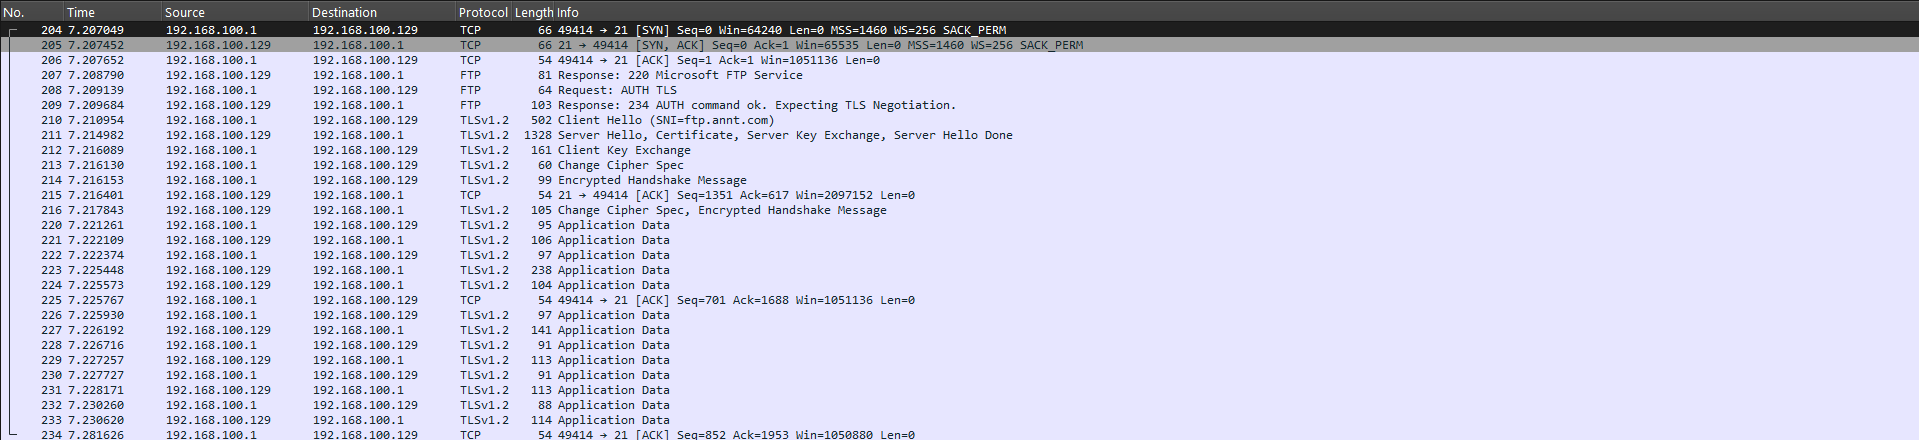 No. Time Source Destination Protocol Length Info
204 7.207049 192.168.100.1 192.168.100.129 TCP 66 49414 → 21 [SYN] Seq=0 Win=64240 Len=0 MSS=1460 WS=256 SACK_PERM
205 7.207452 192.168.100.129 192.168.100.1 TCP 66 21 → 49414 [SYN, ACK] Seq=0 Ack=1 Win=65535 Len=0 MSS=1460 WS=256 SACK_PERM
206 7.207652 192.168.100.1 192.168.100.129 TCP 54 49414 → 21 [ACK] Seq=1 Ack=1 Win=1051136 Len=0
207 7.208790 192.168.100.129 192.168.100.1 FTP 81 Response: 220 Microsoft FTP Service
208 7.209139 192.168.100.1 192.168.100.129 FTP 64 Request: AUTH TLS
209 7.209684 192.168.100.129 192.168.100.1 FTP 103 Response: 234 AUTH command ok. Expecting TLS Negotiation.
210 7.210954 192.168.100.1 192.168.100.129 TLSv1.2 502 Client Hello (SNI=ftp.annt.com)
211 7.214982 192.168.100.129 192.168.100.1 TLSv1.2 1328 Server Hello, Certificate, Server Key Exchange, Server Hello Done
212 7.216089 192.168.100.1 192.168.100.129 TLSv1.2 161 Client Key Exchange
213 7.216130 192.168.100.1 192.168.100.129 TLSv1.2 60 Change Cipher Spec
214 7.216153 192.168.100.1 192.168.100.129 TLSv1.2 99 Encrypted Handshake Message
215 7.216401 192.168.100.129 192.168.100.1 TCP 54 21 → 49414 [ACK] Seq=1351 Ack=617 Win=2097152 Len=0
216 7.217843 192.168.100.129 192.168.100.1 TLSv1.2 105 Change Cipher Spec, Encrypted Handshake Message
220 7.221261 192.168.100.1 192.168.100.129 TLSv1.2 95 Application Data
221 7.222109 192.168.100.129 192.168.100.1 TLSv1.2 106 Application Data
222 7.222374 192.168.100.1 192.168.100.129 TLSv1.2 97 Application Data
223 7.225448 192.168.100.129 192.168.100.1 TLSv1.2 238 Application Data
224 7.225573 192.168.100.129 192.168.100.1 TLSv1.2 104 Application Data
225 7.225767 192.168.100.1 192.168.100.129 TCP 54 49414 → 21 [ACK] Seq=701 Ack=1688 Win=1051136 Len=0
226 7.225930 192.168.100.1 192.168.100.129 TLSv1.2 97 Application Data
227 7.226192 192.168.100.129 192.168.100.1 TLSv1.2 141 Application Data
228 7.226716 192.168.100.1 192.168.100.129 TLSv1.2 91 Application Data
229 7.227257 192.168.100.129 192.168.100.1 TLSv1.2 113 Application Data
230 7.227727 192.168.100.1 192.168.100.129 TLSv1.2 91 Application Data
231 7.228171 192.168.100.129 192.168.100.1 TLSv1.2 113 Application Data
232 7.230260 192.168.100.1 192.168.100.129 TLSv1.2 88 Application Data
233 7.230620 192.168.100.129 192.168.100.1 TLSv1.2 114 Application Data
234 7.281626 192.168.100.1 192.168.100.129 TCP 54 49414 → 21 [ACK] Seq=852 Ack=1953 Win=1050880 Len=0